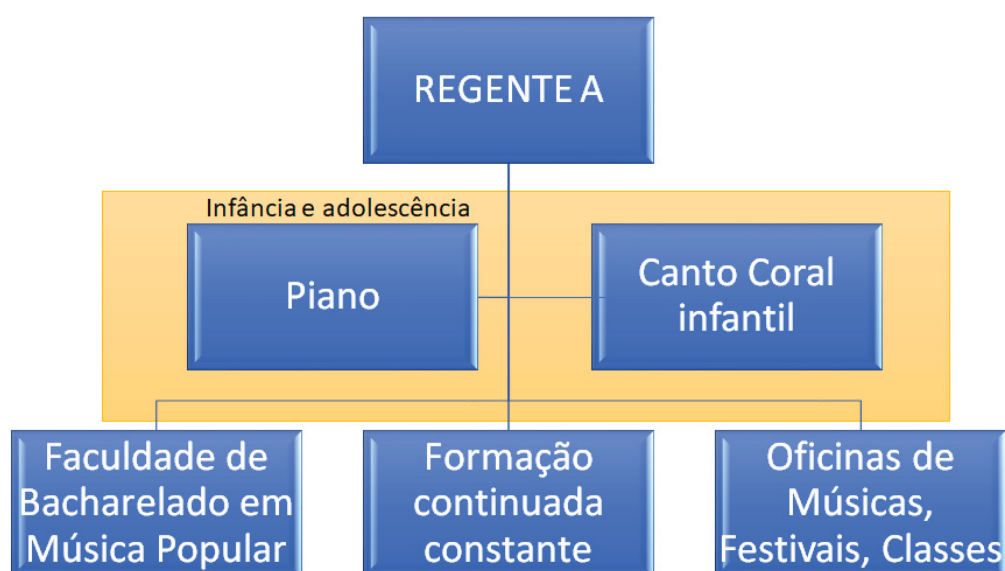 REGENTE A
Infância e adolescência
Piano
Canto Coral
infantil
Faculdade de
Bacharelado em
Música Popular
Formação
continuada
constante
Oficinas de
Músicas,
Festivais, Classes